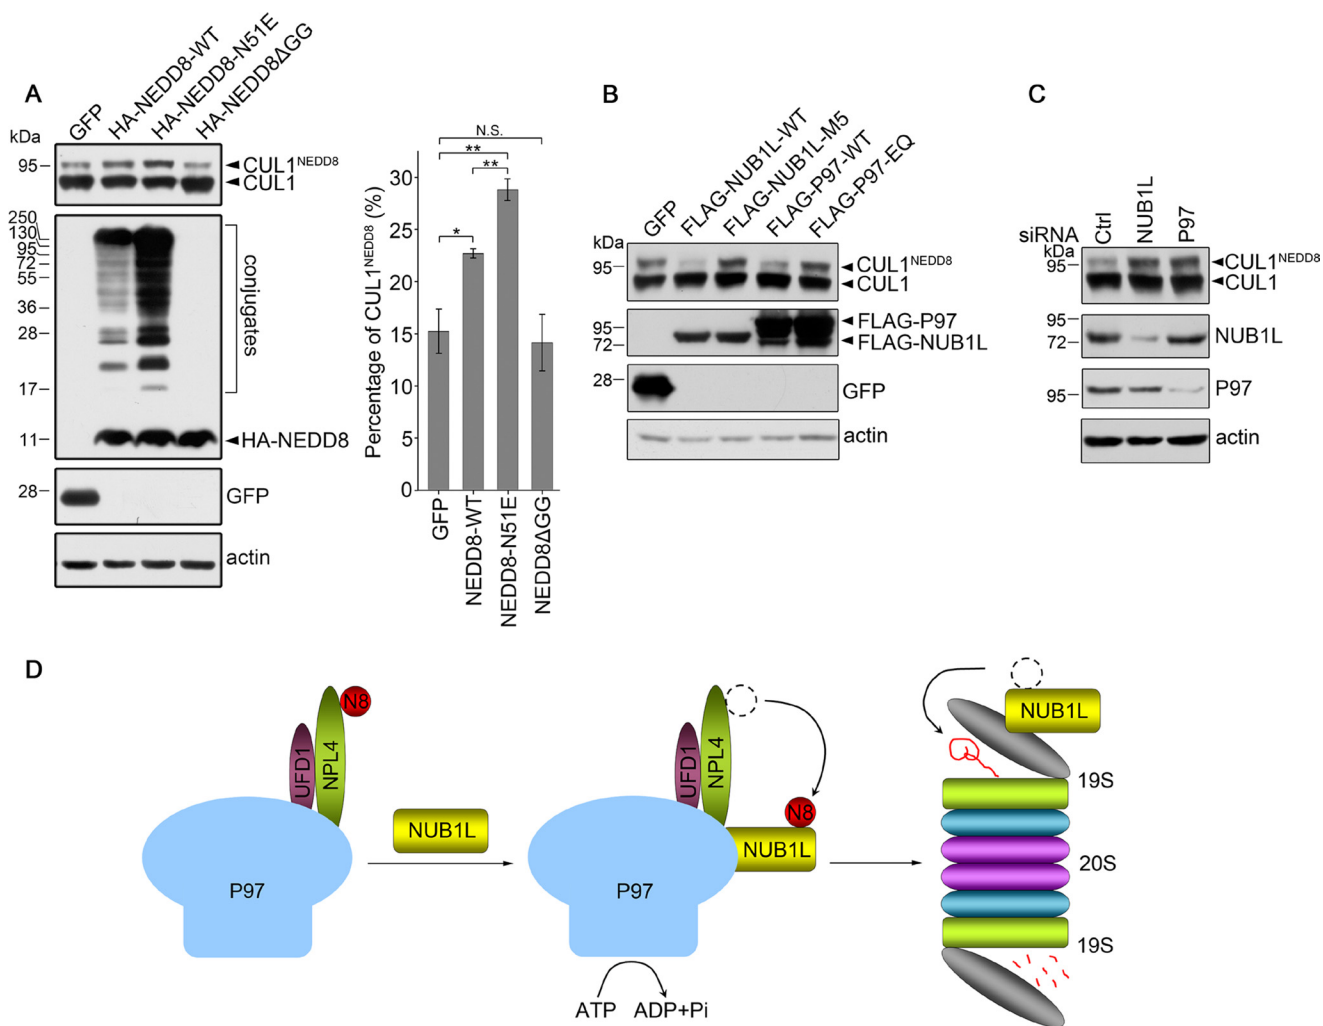 A
kDa
GFP
HA-NEDD8-WT
HA-NEDD8-N51E
HA-NEDD8ΔGG
95
CUL1NEDD8
CUL1
250
130
95
72
55
36
28
17
11
conjugates
HA-NEDD8
28
GFP
actin
Percentage of CUL1NEDD8 (%)
30
25
20
15
10
5
0
N.S.
**
**
*
GFP
NEDD8-WT
NEDD8-N51E
NEDD8ΔGG
B
kDa
GFP
FLAG-NUB1L-WT
FLAG-NUB1L-M5
FLAG-P97-WT
FLAG-P97-EQ
95
CUL1NEDD8
CUL1
95
72
FLAG-P97
FLAG-NUB1L
28
GFP
actin
C
siRNA
kDa
Ctrl
NUB1L
P97
95
CUL1NEDD8
CUL1
95
72
NUB1L
95
P97
actin
D
N8
UFD1
NPL4
P97
NUB1L
UFD1
NPL4
N8
NUB1L
P97
ATP
ADP+Pi
NUB1L
19S
20S
19S